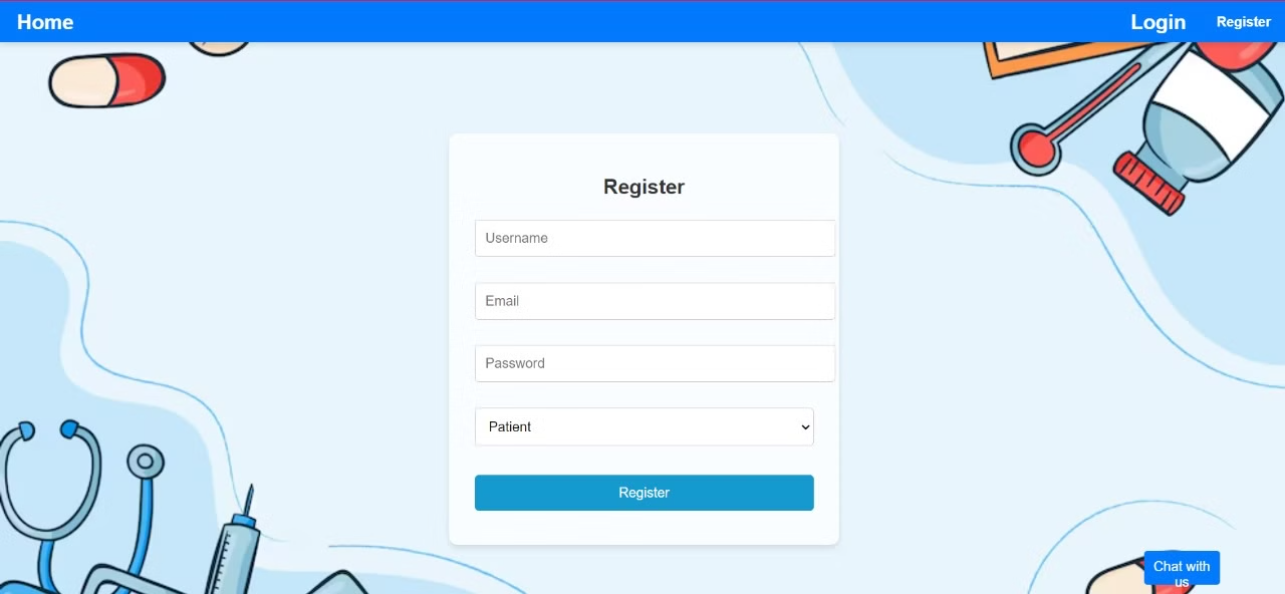 Home Login Register
Register
Username
Email
Password
Patient
Register
Chat with
us